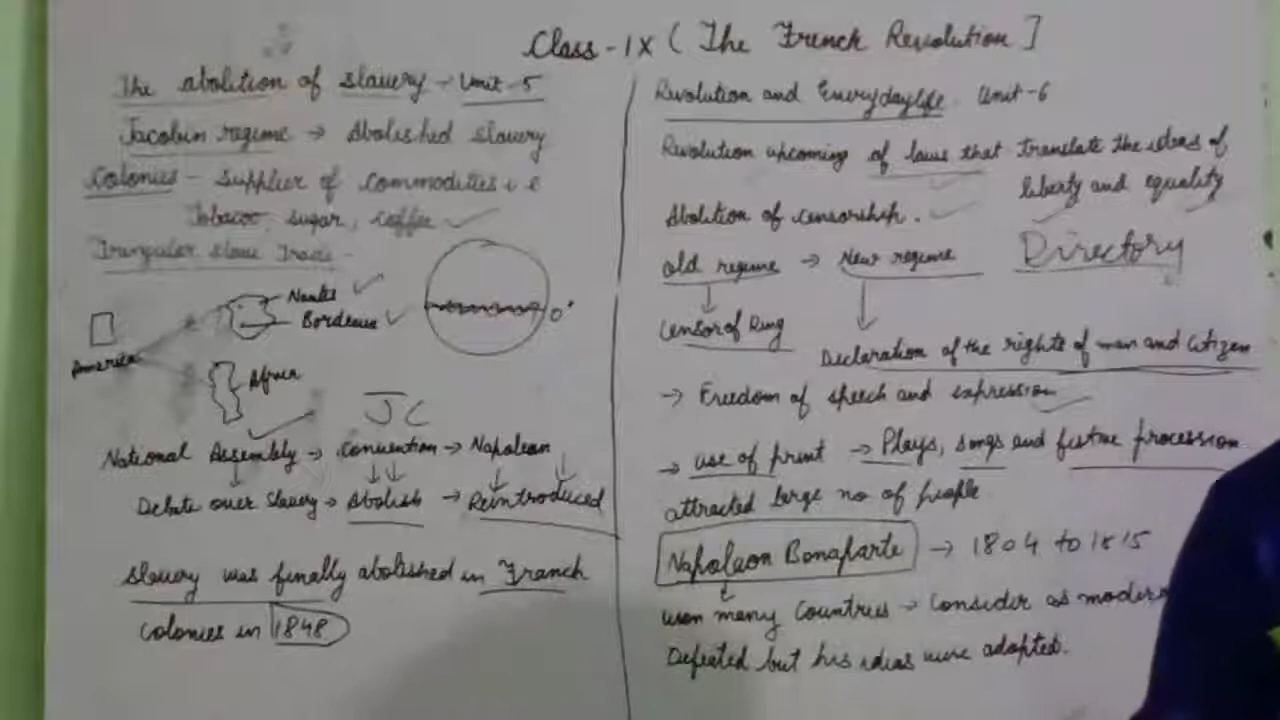 Class - IX ( The French Revolution ]
The abolition of slavery - Unit-5
Jacobin regime → Abolished slavery
Colonies - supplier of commodities i e
Tobacco, sugar, coffee
Triangular slave Trade -
Nantes
Bordeaux
America
Africa
0°
JC
National Assembly → Convention → Napoleon
Debate over slavery → Abolish → Reintroduced
Slavery was finally abolished in Franch
Colonies in 1848
Revolution and Everydaylife. Unit-6
Revolution upcoming of laws that translate the ideas of
liberty and equality
Abolition of censorship.
old regime → New regime
Directory
Censor of King
Declaration of the rights of man and citizen
→ Freedom of speech and expression
→ use of print → Plays, songs and festive procession
attracted large no of people
Napoleon Bonaparte → 1804 to 1815
won many countries → Consider as
Defeated but his ideas were adopted.